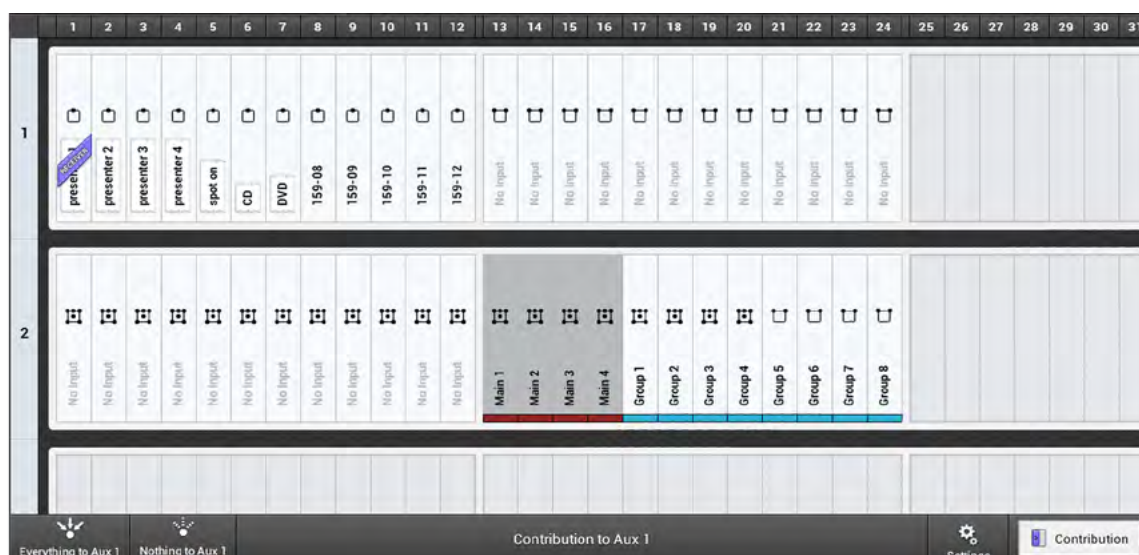 1 2 3 4 5 6 7 8 9 10 11 12 13 14 15 16 17 18 19 20 21 22 23 24 25 26 27 28 29 30 31
1
RECEIVER
presenter 2
presenter 3
presenter 4
spot on
CD
DVD
159-08
159-09
159-10
159-11
159-12
No Input
No Input
No Input
No Input
No Input
No Input
No Input
No Input
No Input
No Input
No Input
No Input
2
No Input
No Input
No Input
No Input
No Input
No Input
No Input
No Input
No Input
No Input
No Input
No Input
Main 1
Main 2
Main 3
Main 4
Group 1
Group 2
Group 3
Group 4
Group 5
Group 6
Group 7
Group 8
Everything to Aux 1
Nothing to Aux 1
Contribution to Aux 1
Settings
Contribution